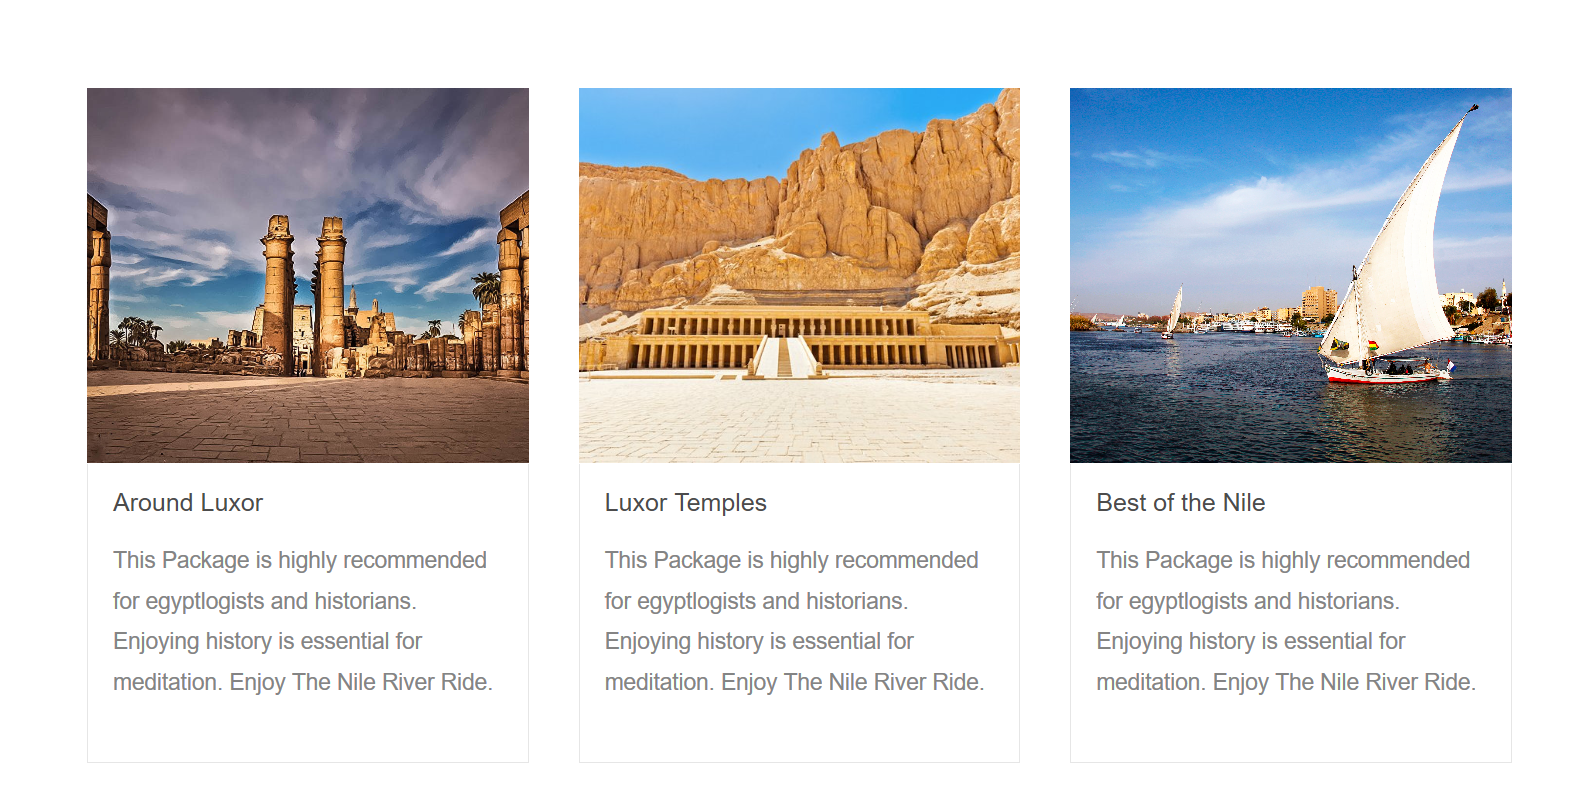 Around Luxor
This Package is highly recommended
for egyptlogists and historians.
Enjoying history is essential for
meditation. Enjoy The Nile River Ride.
Luxor Temples
This Package is highly recommended
for egyptlogists and historians.
Enjoying history is essential for
meditation. Enjoy The Nile River Ride.
Best of the Nile
This Package is highly recommended
for egyptlogists and historians.
Enjoying history is essential for
meditation. Enjoy The Nile River Ride.